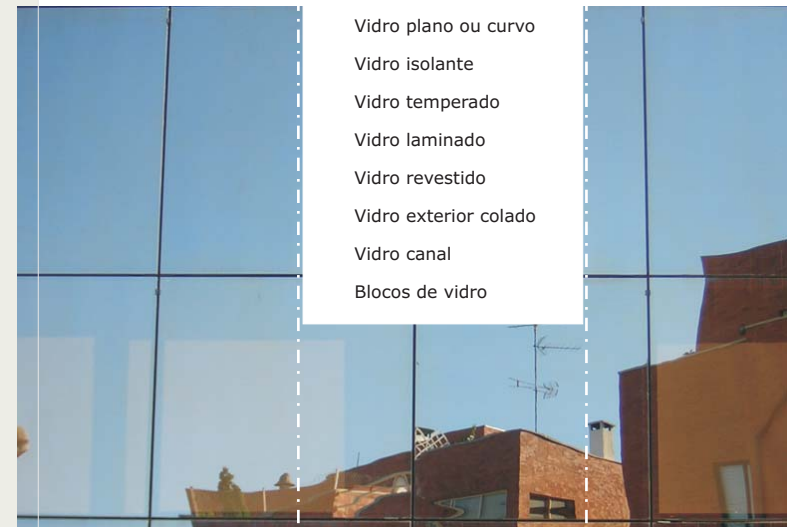 Vidro plano ou curvo
Vidro isolante
Vidro temperado
Vidro laminado
Vidro revestido
Vidro exterior colado
Vidro canal
Blocos de vidro